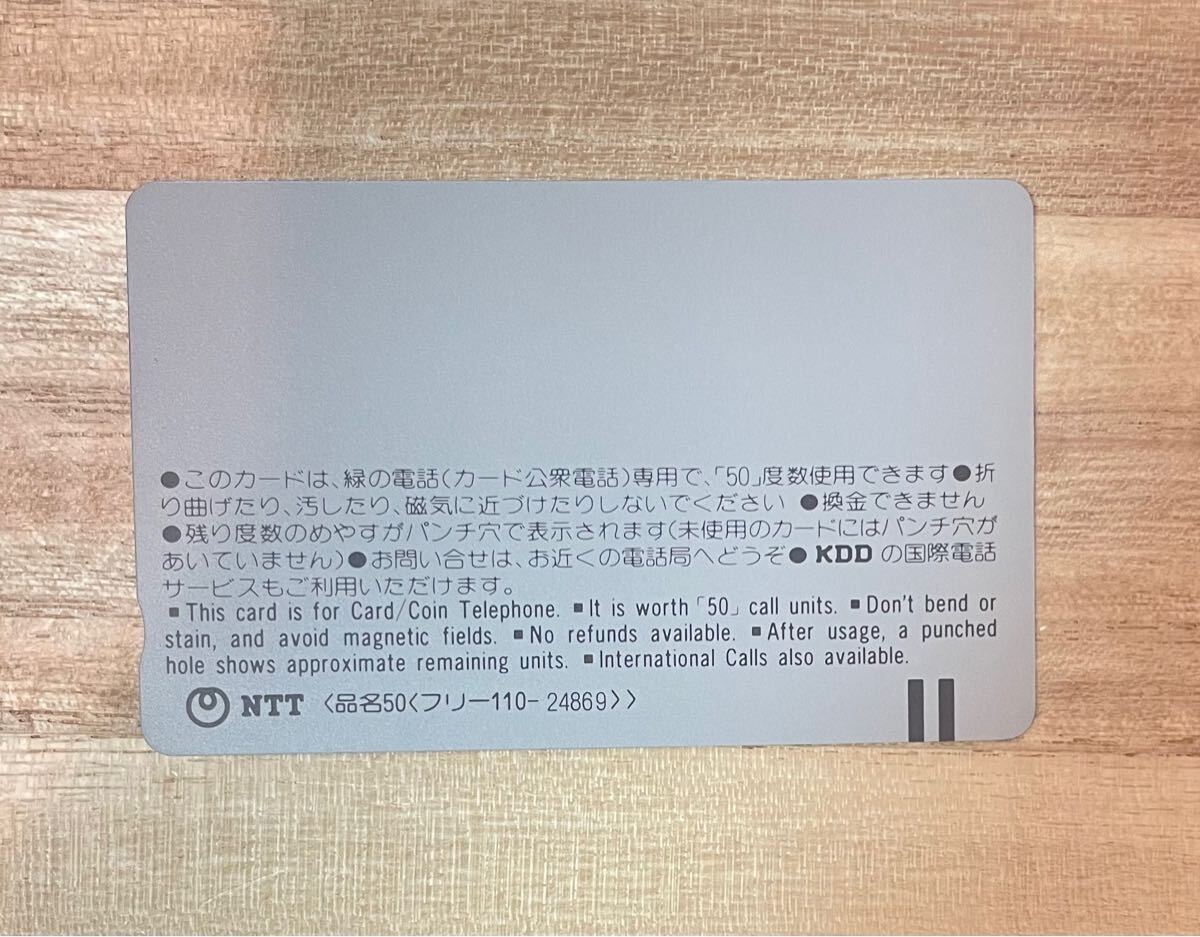 ●このカードは、緑の電話(カード公衆電話)専用で、「50」度数使用できます●折
り曲げたり、汚したり、磁気に近づけたりしないでください ●換金できません
●残り度数のめやすがパンチ穴で表示されます(未使用のカードにはパンチ穴が
あいていません)●お問い合せは、お近くの電話局へどうぞ● KDD の国際電話
サービスもご利用いただけます。
■This card is for Card/Coin Telephone. ■It is worth「50」call units. ■Don't bend or
stain, and avoid magnetic fields. ■No refunds available. ■After usage, a punched
hole shows approximate remaining units. ■International Calls also available.
NTT 〈品名50〈フリー110-24869〉〉